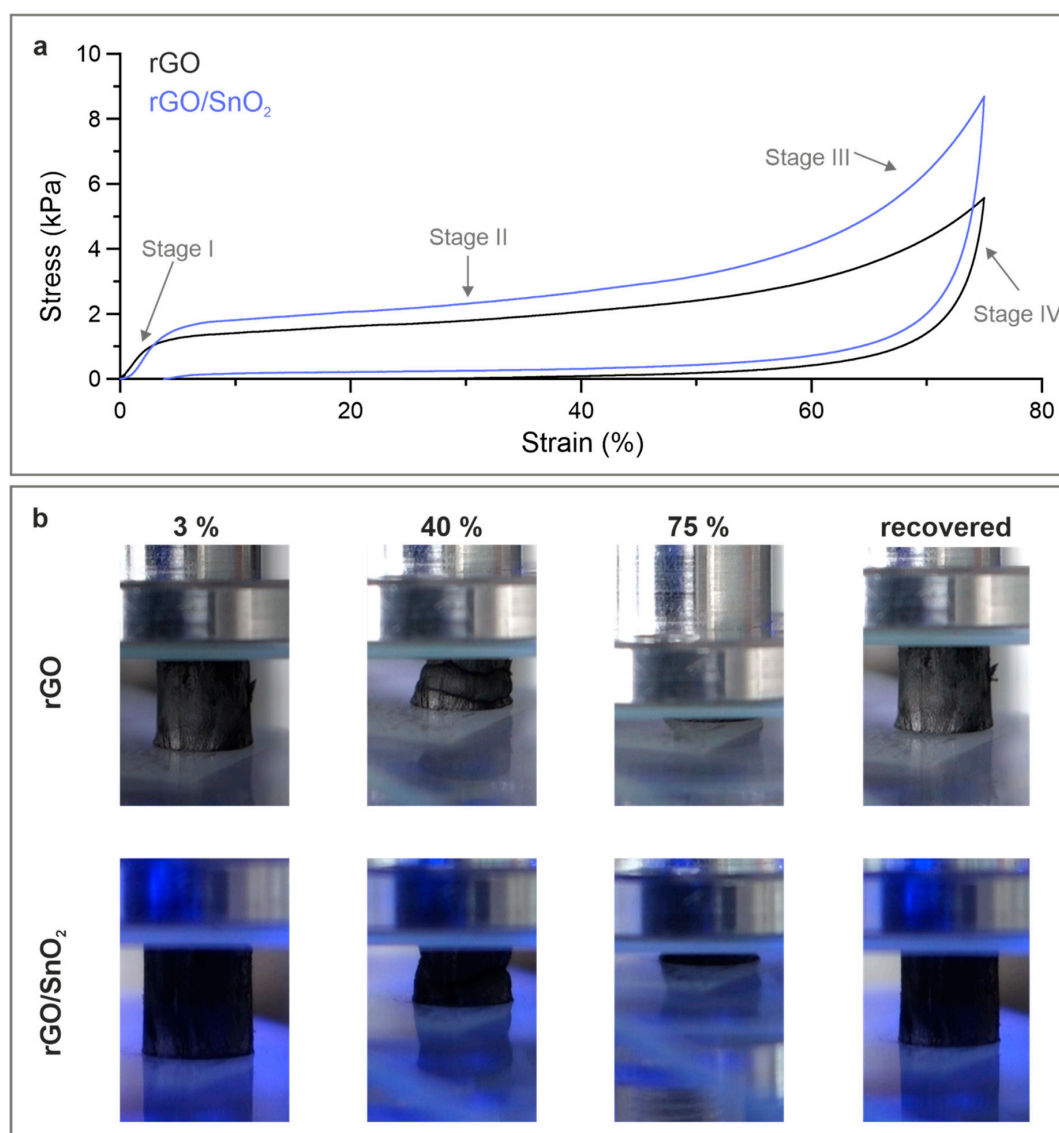 a
rGO
rGO/SnO₂
10
8
6
4
2
0
Stress (kPa)
Stage I
Stage II
Stage III
Stage IV
0 20 40 60 80
Strain (%)
b
3 % 40 % 75 % recovered
rGO
rGO/SnO₂